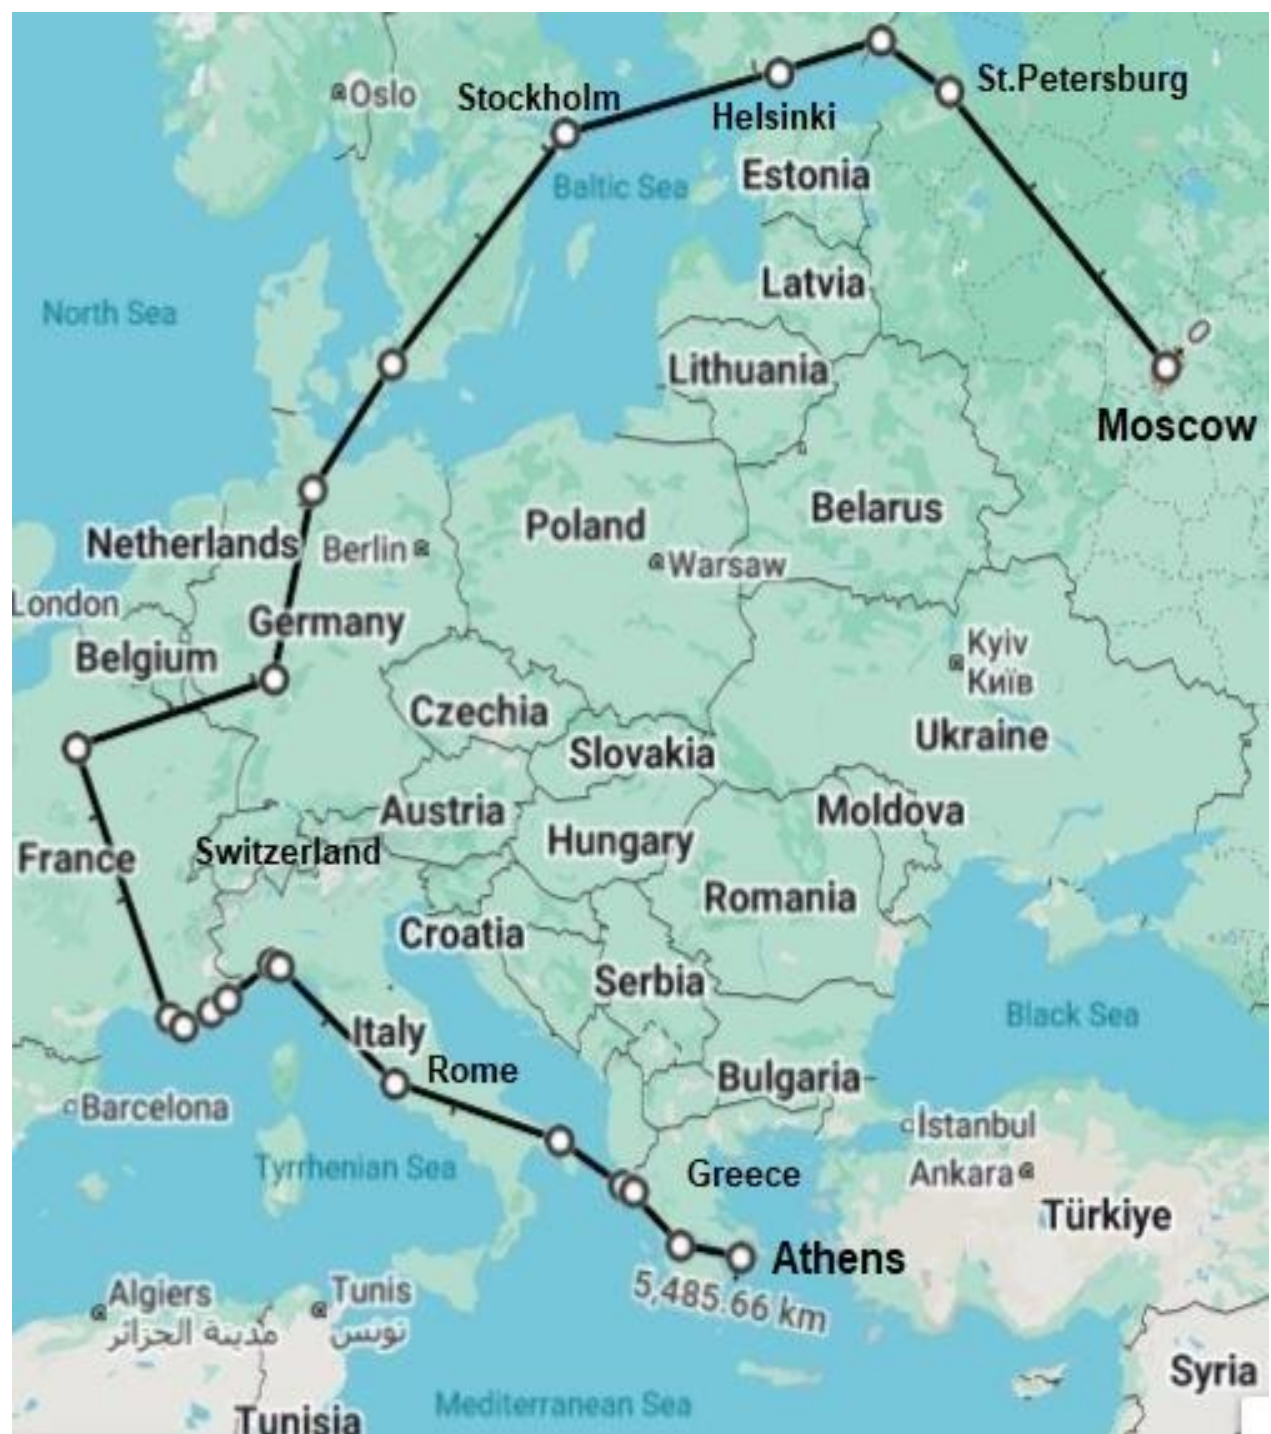 Oslo
Stockholm
Helsinki
St.Petersburg
Baltic Sea
Estonia
Latvia
North Sea
Lithuania
0
Moscow
Belarus
Poland
Netherlands
Berlin
Warsaw
London
Germany
Belgium
Kyiv
Київ
Czechia
Ukraine
Slovakia
Austria
Moldova
Hungary
France
Switzerland
Romania
Croatia
Serbia
Black Sea
Italy
Rome
Bulgaria
Barcelona
İstanbul
Tyrrhenian Sea
Greece
Ankara
Türkiye
Athens
5,485.66 km
Algiers
مدينة الجزائر
Tunis
تونس
Syria
Mediterranean Sea
Tunisia